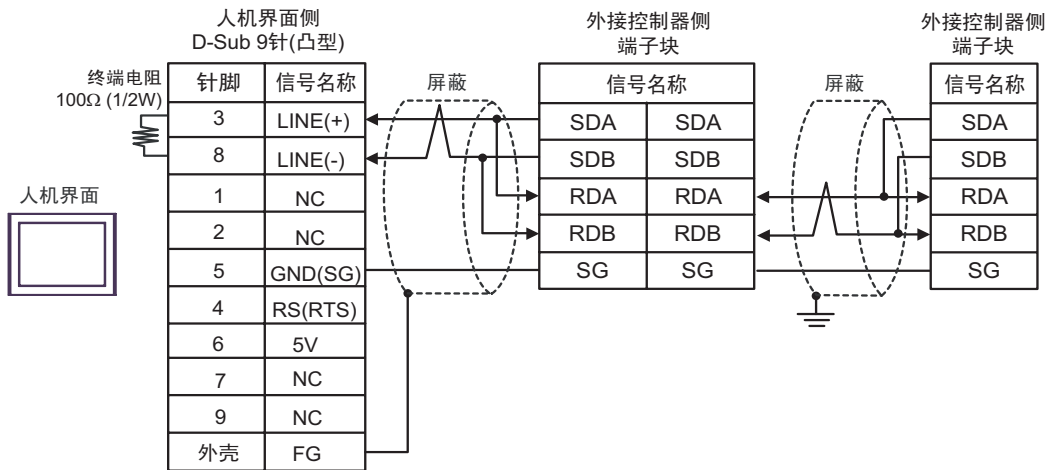 人机界面侧
D-Sub 9针(凸型)
外接控制器侧
端子块
外接控制器侧
端子块
终端电阻
100Ω (1/2W)
针脚 信号名称
屏蔽
信号名称
屏蔽
信号名称
3 LINE(+)
SDA SDA
SDA
8 LINE(-)
SDB SDB
SDB
人机界面
1 NC
RDA RDA
RDA
2 NC
RDB RDB
RDB
5 GND(SG)
SG SG
SG
4 RS(RTS)
6 5V
7 NC
9 NC
外壳 FG